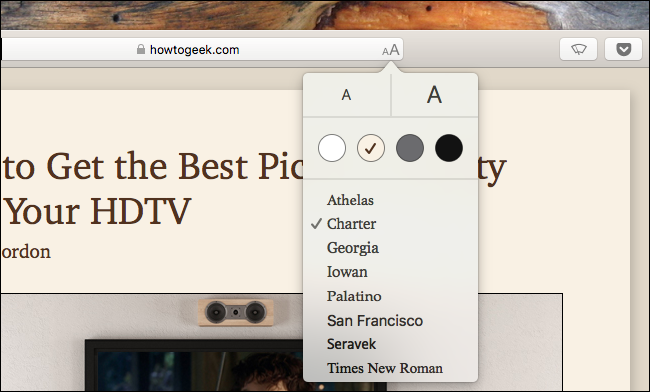 howtogeek.com
AA
A
A
to Get the Best Pic ty
Your HDTV
ordon
Athelas
Charter
Georgia
Iowan
Palatino
San Francisco
Seravek
Times New Roman